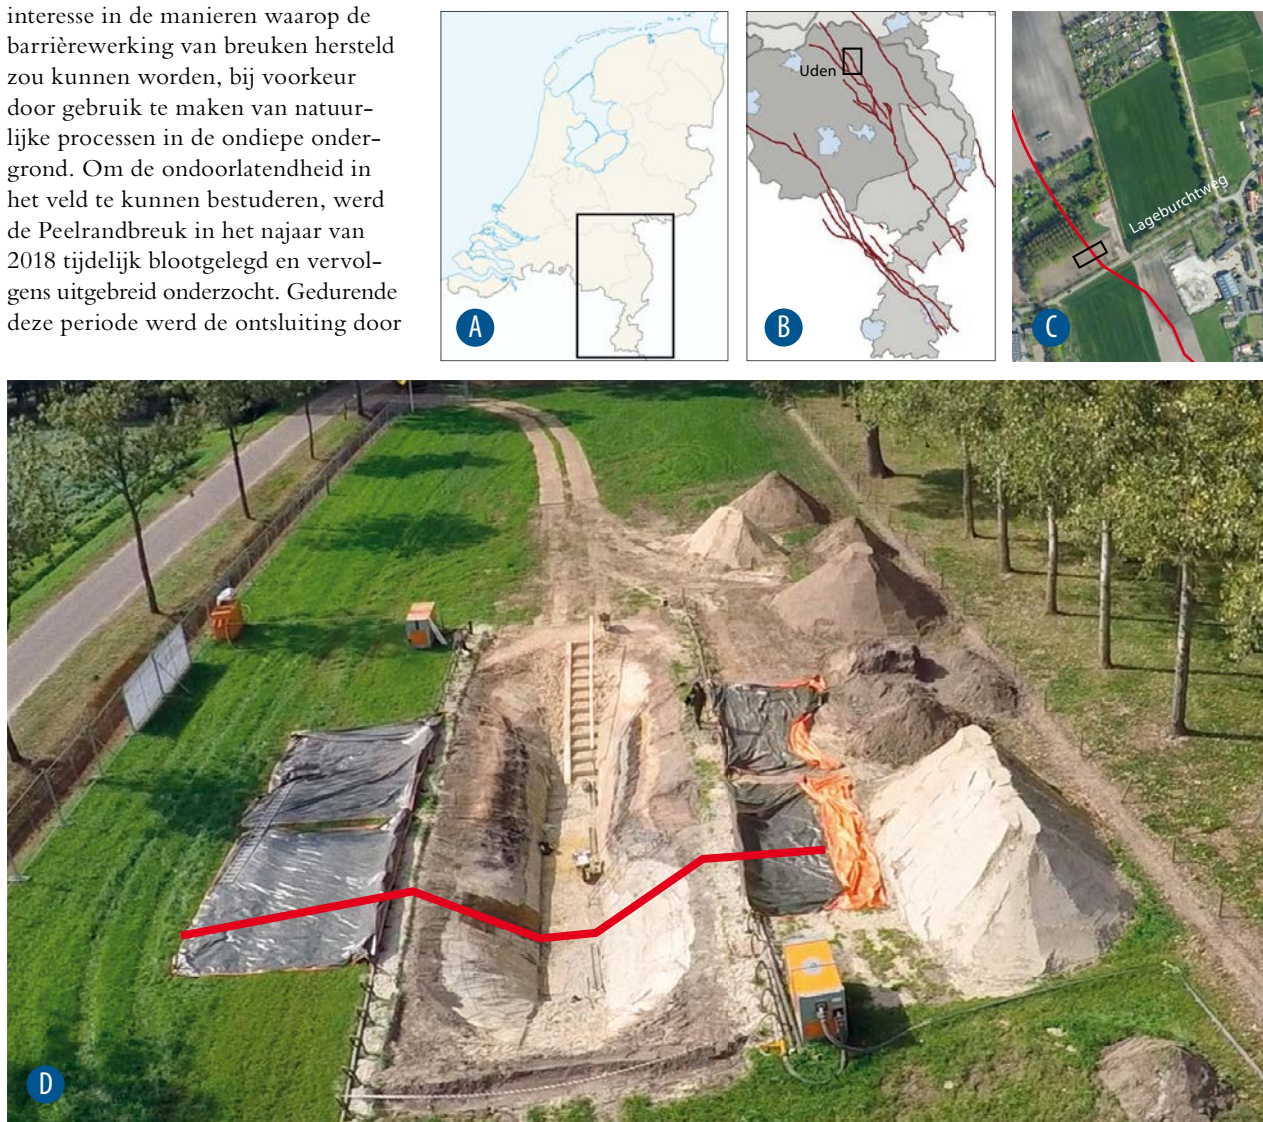 interesse in de manieren waarop de
barrièrewerking van breuken hersteld
zou kunnen worden, bij voorkeur
door gebruik te maken van natuur-
lijke processen in de ondiepe onder-
grond. Om de ondoorlatendheid in
het veld te kunnen bestuderen, werd
de Peelrandbreuk in het najaar van
2018 tijdelijk blootgelegd en vervol-
gens uitgebreid onderzocht. Gedurende
deze periode werd de ontsluiting door
A
Uden
B
Lageburchtweg
C
D